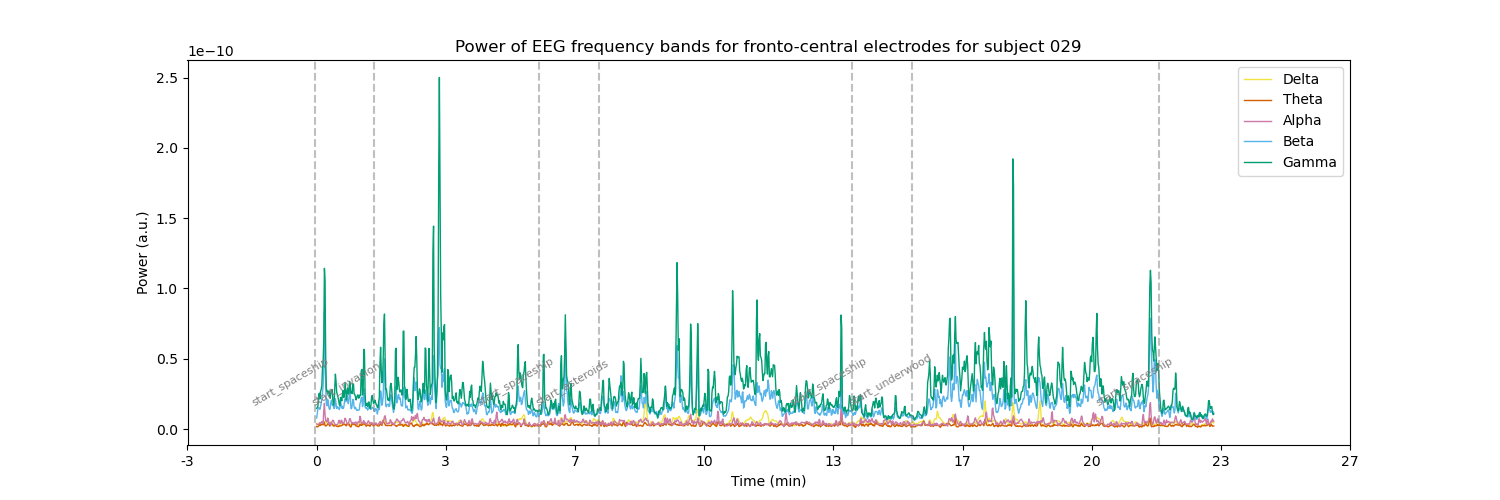 Power of EEG frequency bands for fronto-central electrodes for subject 029
1e−10
Power (a.u.)
2.5
2.0
1.5
1.0
0.5
0.0
Delta
Theta
Alpha
Beta
Gamma
start_spaceship
start_spaceship
start_asteroids
start_spaceship
start_underwood
start_spaceship
-3
0
3
7
10
13
17
20
23
27
Time (min)